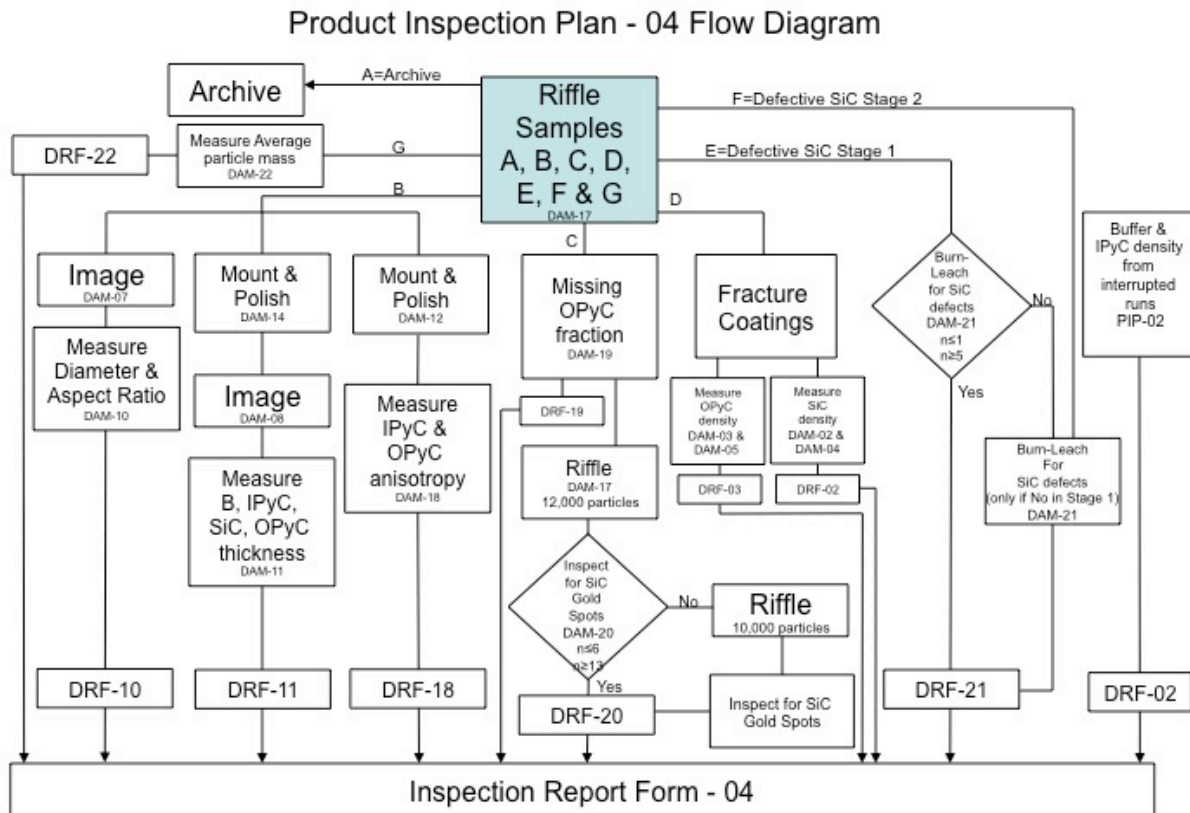 Product Inspection Plan - 04 Flow Diagram
A=Archive
Archive
Riffle
Samples
A, B, C, D,
E, F & G
DAM-17
F=Defective SiC Stage 2
E=Defective SiC Stage 1
DRF-22
Measure Average
particle mass
DAM-22
G
B
C
D
Image
DAM-07
Measure
Diameter &
Aspect Ratio
DAM-10
DRF-10
Mount &
Polish
DAM-14
Image
DAM-08
Measure
B, IPyC,
SiC, OPyC
thickness
DAM-11
DRF-11
Mount &
Polish
DAM-12
Measure
IPyC &
OPyC
anisotropy
DAM-18
DRF-18
Missing
OPyC
fraction
DAM-19
DRF-19
Riffle
DAM-17
12,000 particles
Inspect
for SiC
Gold
Spots
DAM-20
n≤6
n≥13
No
Yes
Riffle
10,000 particles
Inspect for SiC
Gold Spots
DRF-20
Fracture
Coatings
Measure
OPyC
density
DAM-03 &
DAM-05
DRF-03
Measure
SiC
density
DAM-02 &
DAM-04
DRF-02
Burn-
Leach
for SiC
defects
DAM-21
n≤1
n≥5
No
Yes
Burn-Leach
For
SiC defects
(only if No in Stage 1)
DAM-21
DRF-21
Buffer &
IPyC density
from
interrupted
runs
PIP-02
DRF-02
Inspection Report Form - 04